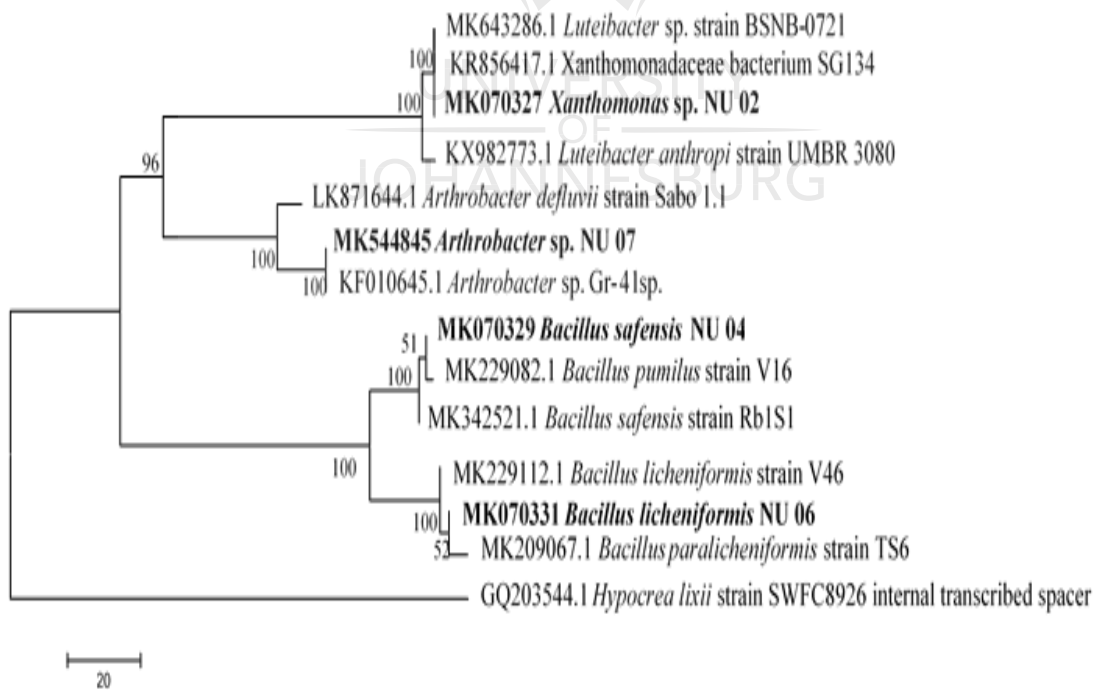 MK643286.1 Luteibacter sp. strain BSNB-0721
100
KR856417.1 Xanthomonadaceae bacterium SG134
UNIVERSITY
100
MK070327 Xanthomonas sp. NU 02
OF
KX982773.1 Luteibacter anthropi strain UMBR 3080
96
JOHANNESBURG
LK871644.1 Arthrobacter defluvii strain Sabo 1.1
MK544845 Arthrobacter sp. NU 07
100
100
KF010645.1 Arthrobacter sp. Gr-41sp.
MK070329 Bacillus safensis NU 04
51
MK229082.1 Bacillus pumilus strain V16
100
MK342521.1 Bacillus safensis strain Rb1S1
100
MK229112.1 Bacillus licheniformis strain V46
MK070331 Bacillus licheniformis NU 06
100
52
MK209067.1 Bacillus paralicheniformis strain TS6
GQ203544.1 Hypocrea lixii strain SWFC8926 internal transcribed spacer
20